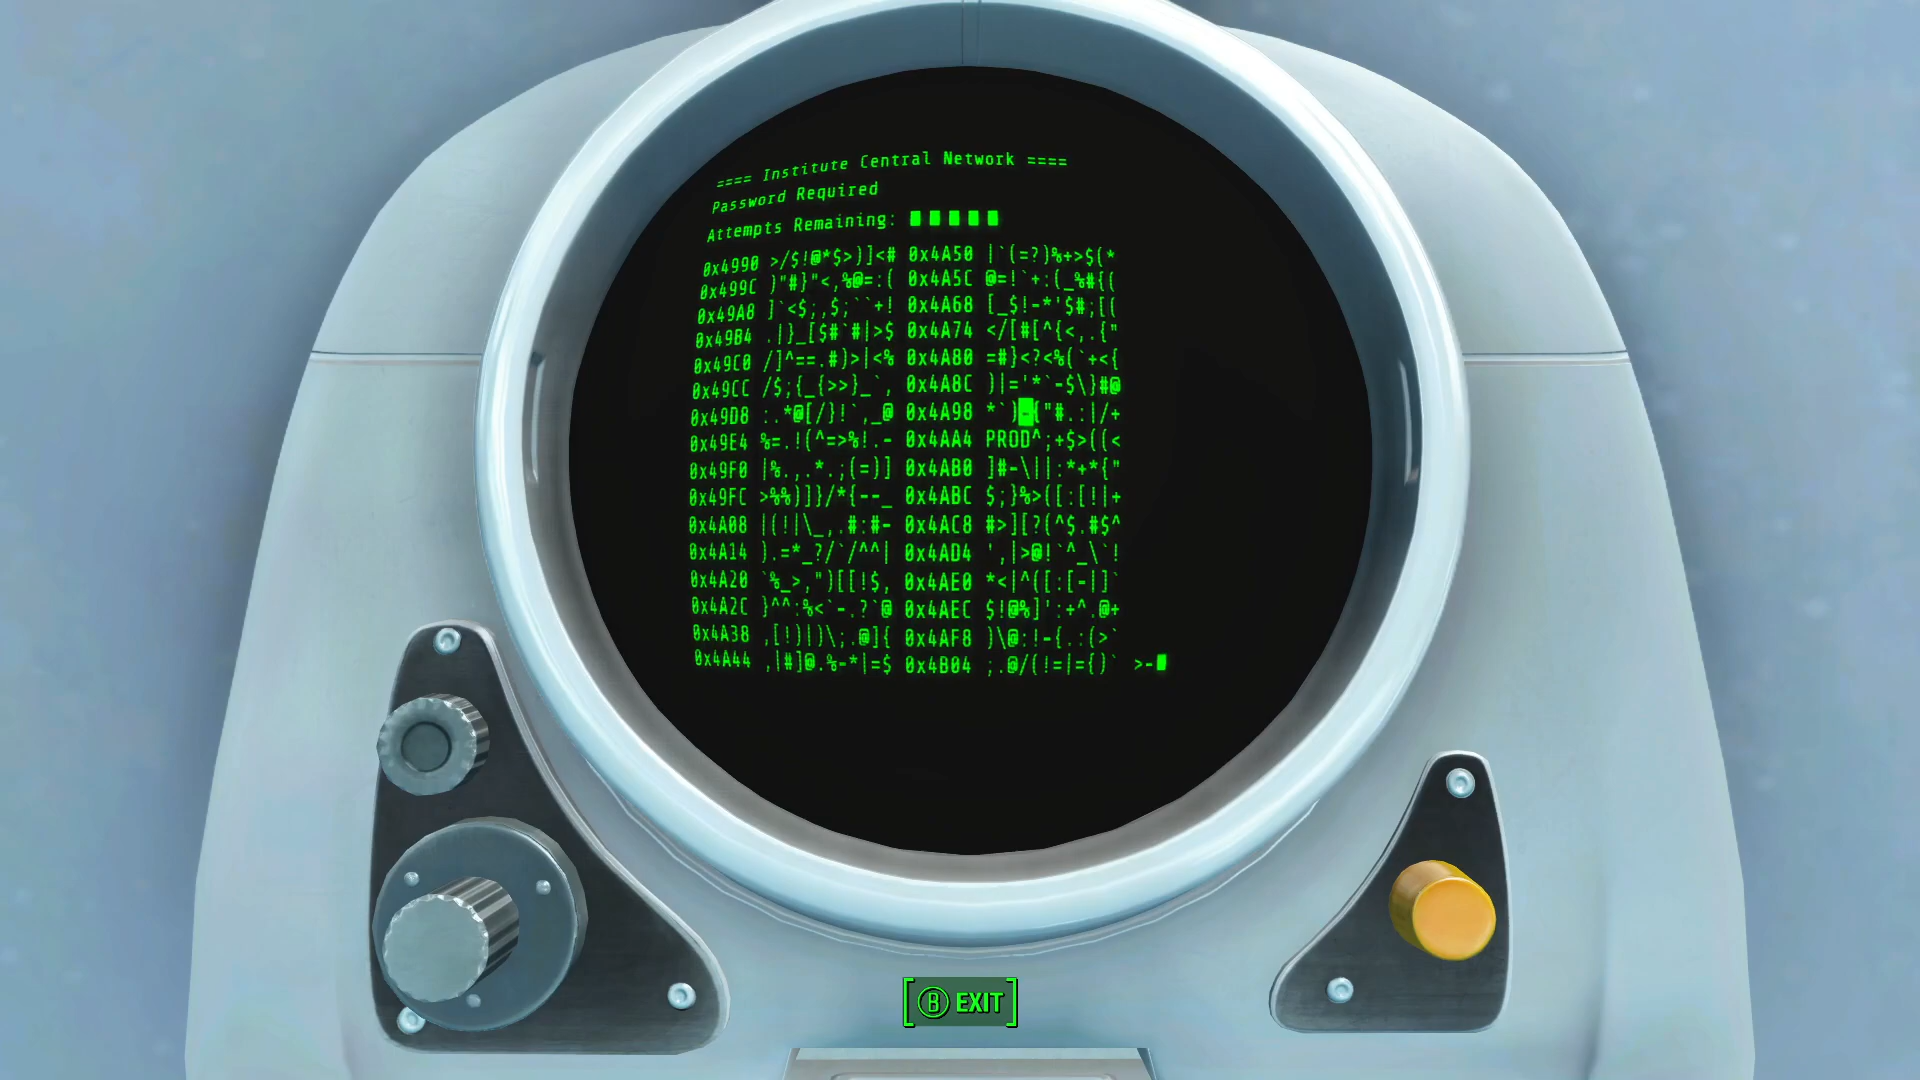 ==== Institute Central Network ====
Password Required
Attempts Remaining: █ █ █ █ █
0x4990 >/$!@*$>)]<# 0x4A50 |`(=?)%+>$(*
0x499C )"#}"<,%@=:( 0x4A5C @=!`+:(_%#{(
0x49A8 ]`<$;,$;``+! 0x4A68 [_$!-*'$#;[(
0x49B4 .|}_[$#`#|>$ 0x4A74 </[#[^{<,.{"
0x49C0 /]^==.#)>|<% 0x4A80 =#}<?<%(`+<{
0x49CC /$;{_{>>}_`, 0x4A8C )|='*`-$\}#@
0x49D8 :..*@[/}!`,_@ 0x4A98 *`)-{"#.:|/+
0x49E4 %=.!(^=>%!.- 0x4AA4 PROD^;+$>((<
0x49F0 |%.,.*.;(=)] 0x4AB0 ]#-\||:*+*{"
0x49FC >%%)]}/*{--_ 0x4ABC $;}%>([:[!|+
0x4A08 |(!|\_,.#:#- 0x4AC8 #>][?(^$.#$^
0x4A14 ).=*_?/`/^^| 0x4AD4 ',|>@!`^_\`!
0x4A20 `%_>,")[[!$, 0x4AE0 *<|^([:[-|]`
0x4A2C }^^:%<`-.?`@ 0x4AEC $!@%]':+^.@+
0x4A38 ,[!)|)\;.@]{ 0x4AF8 )\@:!-{.:(>`
0x4A44 ,|#]@.%-*|=$ 0x4B04 ;.@/(!=|={)` >-█
B EXIT